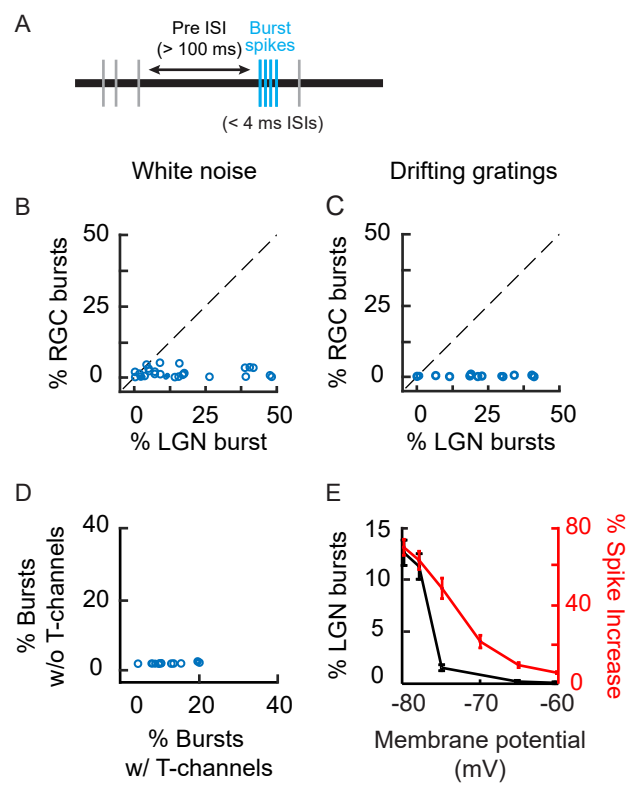 A
Pre ISI
(> 100 ms)
Burst
spikes
(< 4 ms ISIs)
White noise
Drifting gratings
B
% RGC bursts
50
25
0
0
25
50
% LGN burst
C
% RGC bursts
50
25
0
0
25
50
% LGN bursts
D
% Bursts
w/o T-channels
40
20
0
0
20
40
% Bursts
w/ T-channels
E
% LGN bursts
15
10
5
0
80
40
0
% Spike Increase
-80
-70
-60
Membrane potential
(mV)